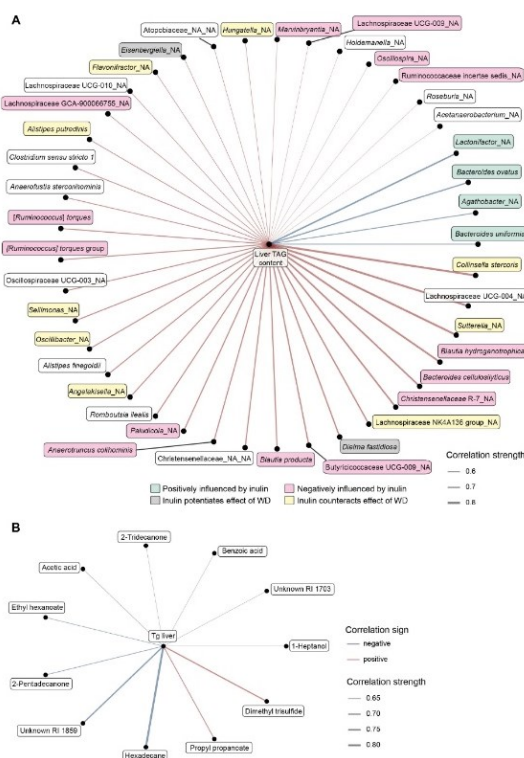 A
Atopobiaceae_NA_NA
Hungatella_NA
Marvinbryantia_NA
Lachnospiraceae UCG-009_NA
Eisenbergiella_NA
Holdemanella_NA
Flavonifractor_NA
Oscillospira_NA
Lachnospiraceae UCG-010_NA
Ruminococcaceae incertae sedis_NA
Lachnospiraceae GCA-900066755_NA
Roseburia_NA
Alistipes putredinis
Acetanaerobacterium_NA
Clostridium sensu stricto 1
Lactonifactor_NA
Anaerofustis stercorihominis
Bacteroides ovatus
[Ruminococcus] torques
Agathobacter_NA
[Ruminococcus] torques group
Bacteroides uniformis
Liver TAG
content
Collinsella stercoris
Oscillospiraceae UCG-003_NA
Lachnospiraceae UCG-004_NA
Sellimonas_NA
Sutterella_NA
Oscillibacter_NA
Blautia hydrogenotrophica
Alistipes finegoldii
Bacteroides cellulosilyticus
Angelakisella_NA
Christensenellaceae R-7_NA
Romboutsia ilealis
Lachnospiraceae NK4A136 group_NA
Paludicola_NA
Dielma fastidiosa
Anaerotruncus colihominis
Christensenellaceae_NA_NA
Blautia producta
Butyricicoccaceae UCG-009_NA
Correlation strength
0.6
0.7
0.8
Positively influenced by inulin
Negatively influenced by inulin
Inulin potentiates effect of WD
Inulin counteracts effect of WD
B
2-Tridecanone
Benzoic acid
Acetic acid
Unknown RI 1703
Ethyl hexanoate
Tg liver
1-Heptanol
2-Pentadecanone
Dimethyl trisulfide
Unknown RI 1859
Propyl propanoate
Hexadecane
Correlation sign
negative
positive
Correlation strength
0.65
0.70
0.75
0.80